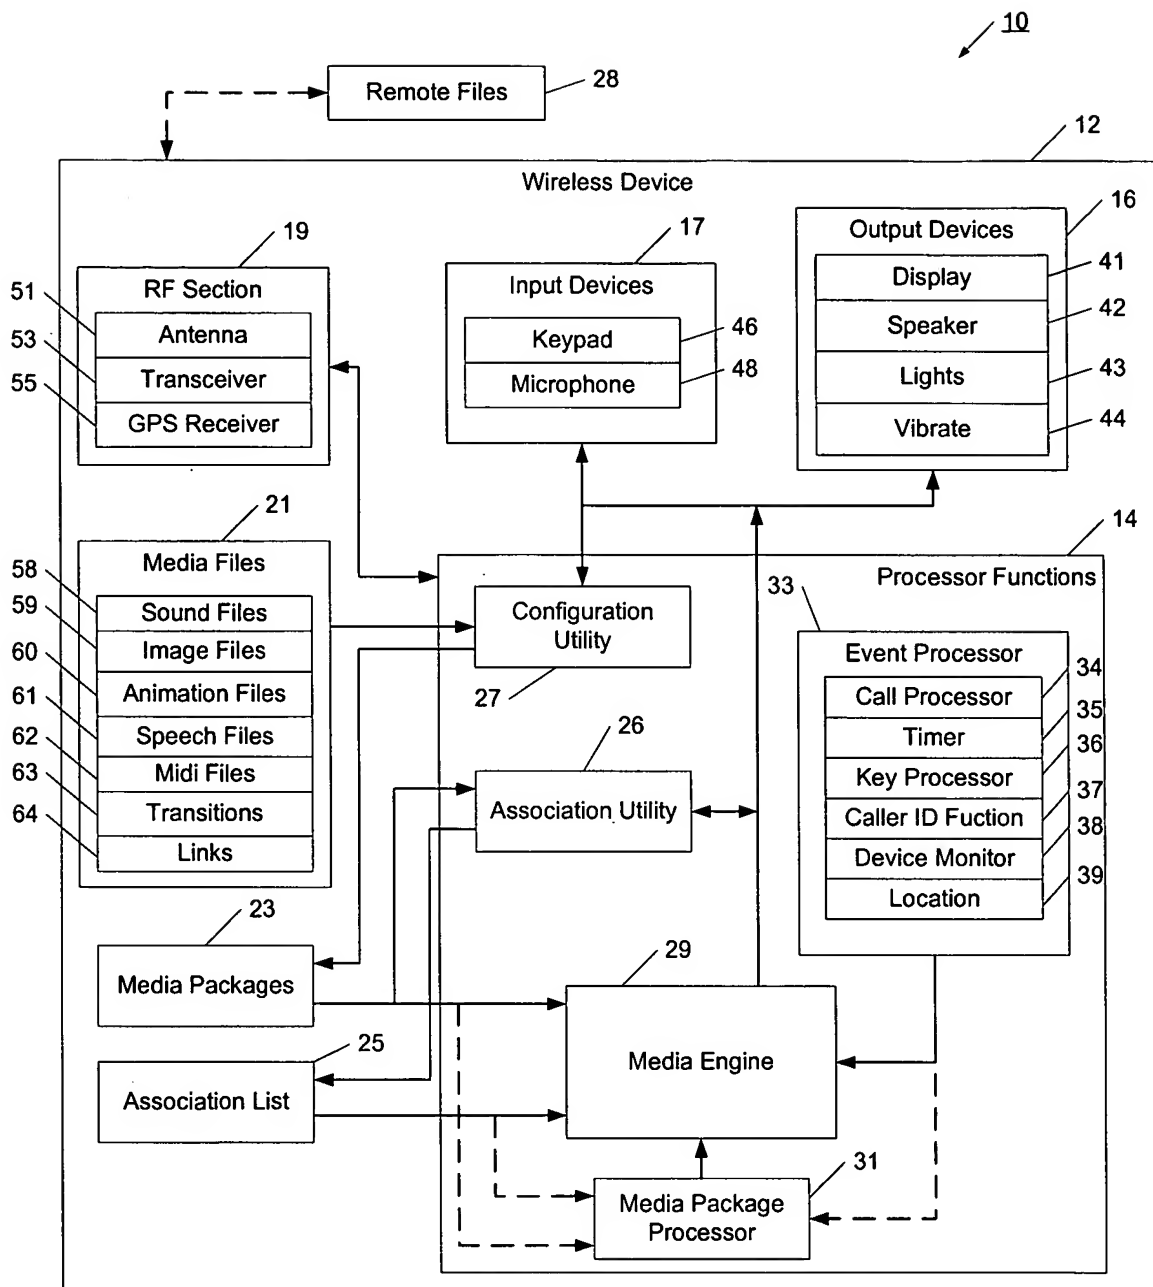 10
Remote Files
28
12
Wireless Device
16
Output Devices
Display
41
Speaker
42
Lights
43
Vibrate
44
19
RF Section
51
Antenna
53
Transceiver
55
GPS Receiver
17
Input Devices
Keypad
46
Microphone
48
21
Media Files
58
Sound Files
59
Image Files
60
Animation Files
61
Speech Files
62
Midi Files
63
Transitions
64
Links
14
Processor Functions
Configuration
Utility
27
33
Event Processor
34
Call Processor
35
Timer
36
Key Processor
37
Caller ID Fuction
38
Device Monitor
39
Location
26
Association Utility
23
Media Packages
25
Association List
29
Media Engine
31
Media Package
Processor